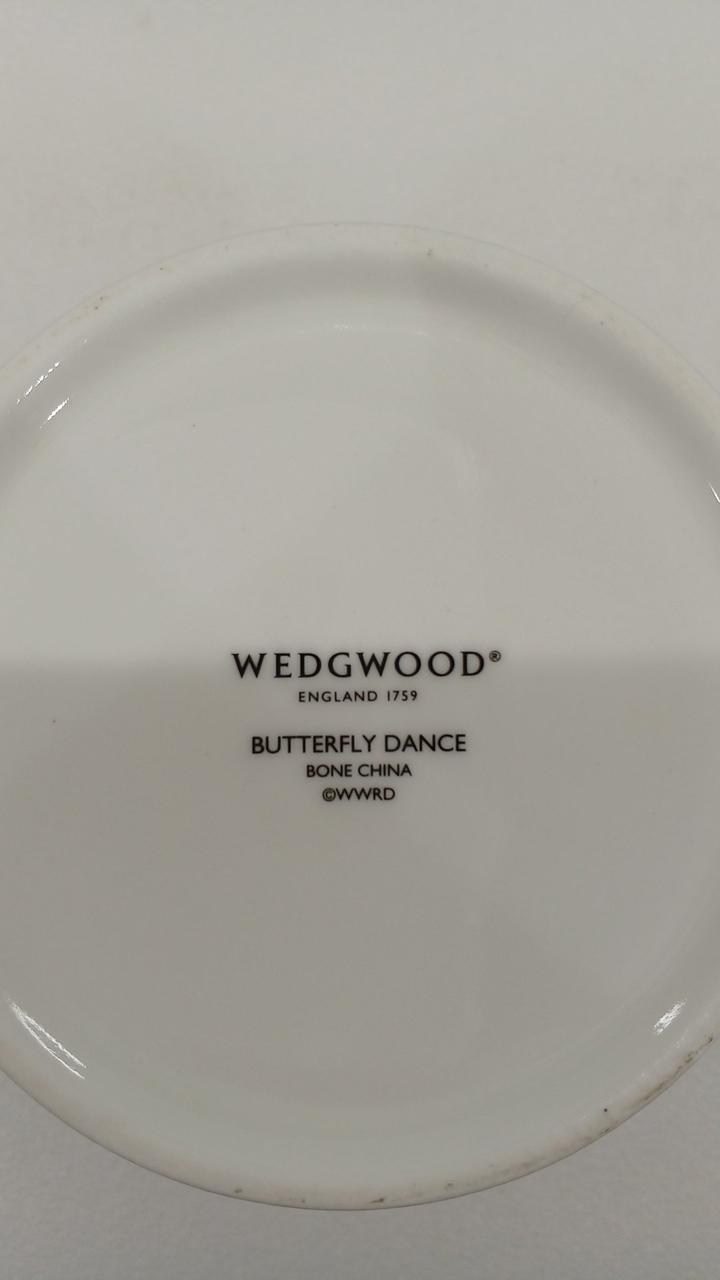 WEDGWOOD®
ENGLAND 1759
BUTTERFLY DANCE
BONE CHINA
©WWRD